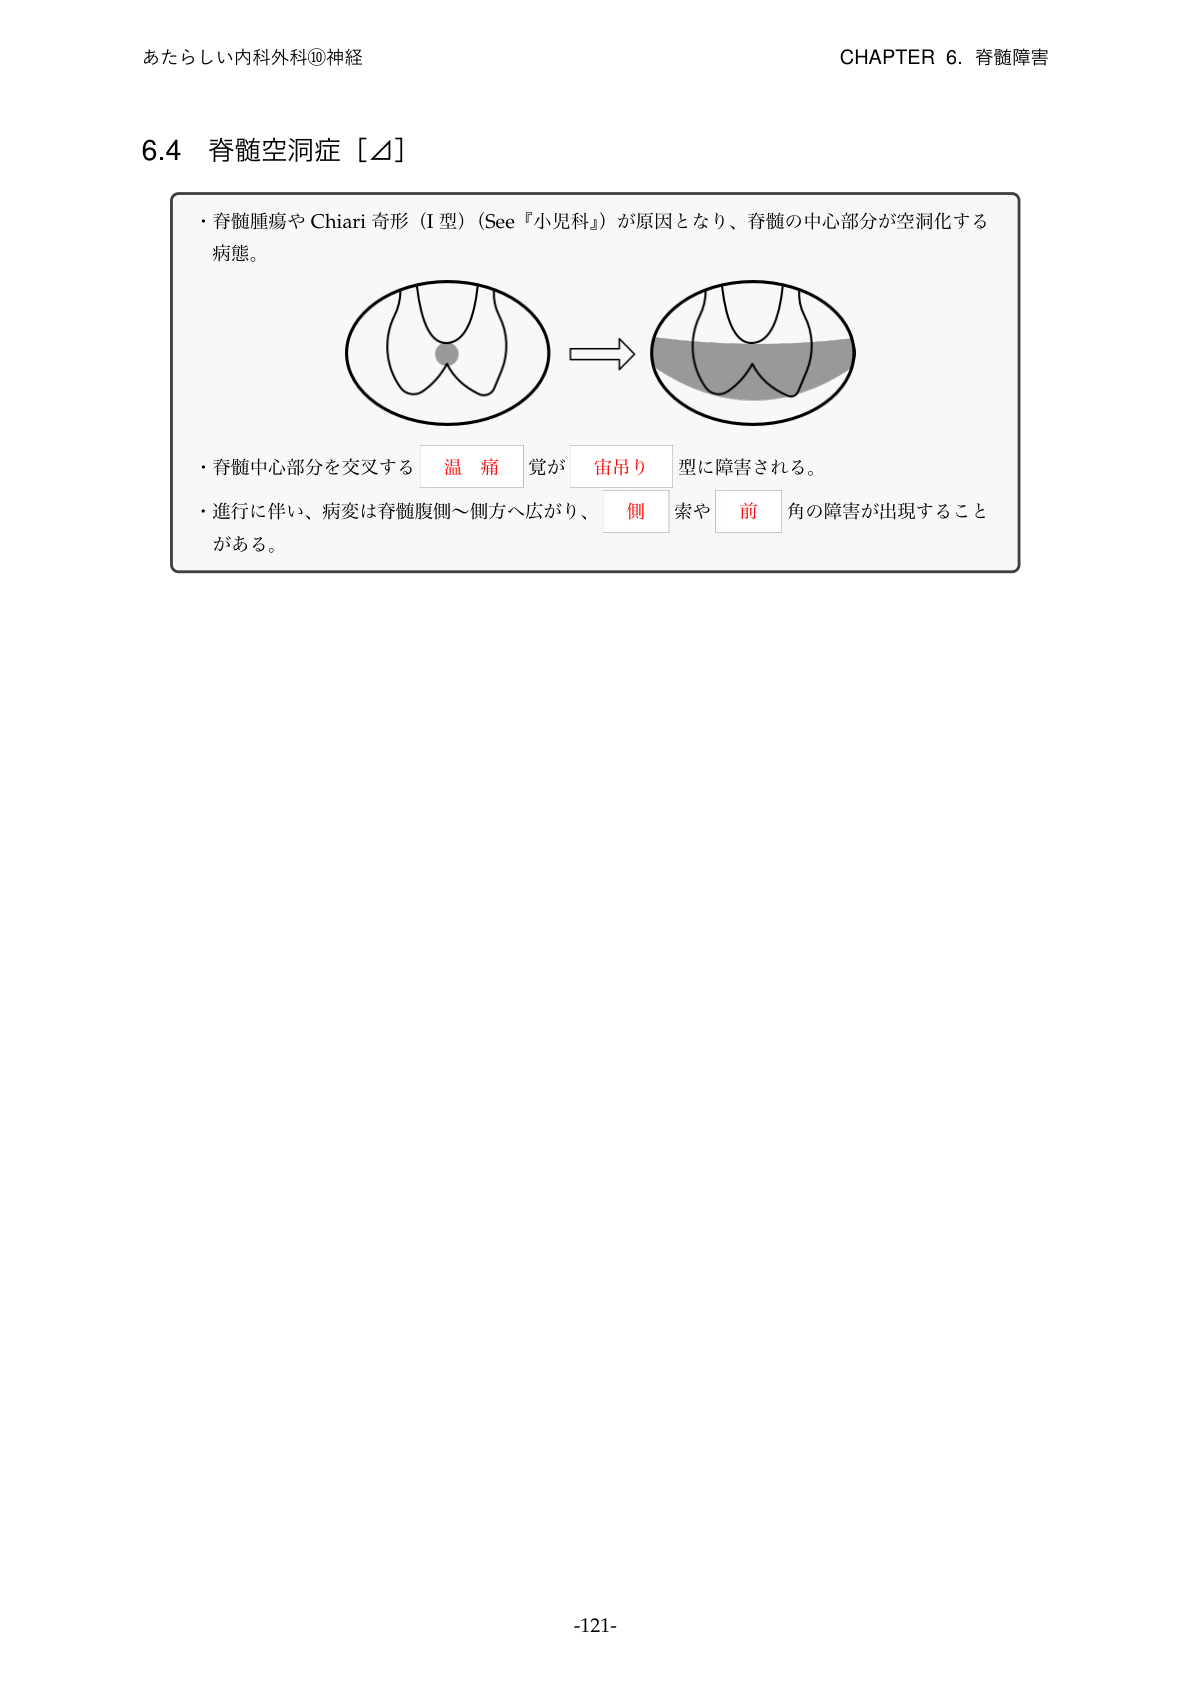 あたらしい内科外科⑩神経
CHAPTER 6. 脊髄障害
6.4 脊髄空洞症［⊿］
・脊髄腫瘍や Chiari 奇形（I 型）（See『小児科』）が原因となり、脊髄の中心部分が空洞化する
病態。
・脊髄中心部分を交叉する 温 痛 覚が 宙吊り 型に障害される。
・進行に伴い、病変は脊髄腹側〜側方へ広がり、 側 索や 前 角の障害が出現すること
がある。
-121-